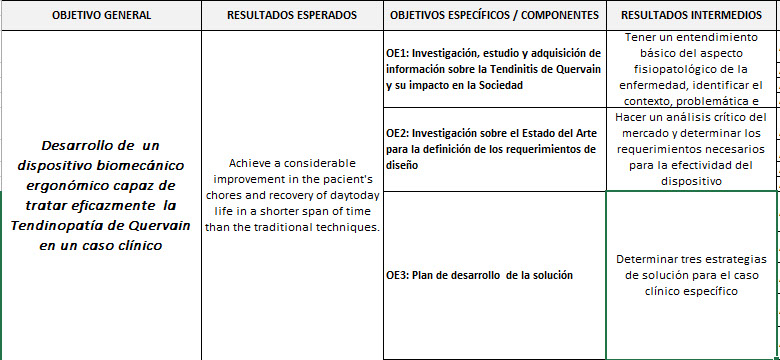 OBJETIVO GENERAL
RESULTADOS ESPERADOS
OBJETIVOS ESPECÍFICOS / COMPONENTES
RESULTADOS INTERMEDIOS
Desarrollo de un
dispositivo biomecánico
ergonómico capaz de
tratar eficazmente la
Tendinopatía de Quervain
en un caso clínico
Achieve a considerable
improvement in the pacient's
chores and recovery of daytoday
life in a shorter span of time
than the traditional techniques.
OE1: Investigación, estudio y adquisición de
información sobre la Tendinitis de Quervain
y su impacto en la Sociedad
Tener un entendimiento
básico del aspecto
fisiopatológico de la
enfermedad, identificar el
contexto, problemática e
OE2: Investigación sobre el Estado del Arte
para la definición de los requerimientos de
diseño
Hacer un análisis crítico del
mercado y determinar los
requerimientos necesarios
para la efectividad del
dispositivo
OE3: Plan de desarrollo de la solución
Determinar tres estrategias
de solución para el caso
clínico específico